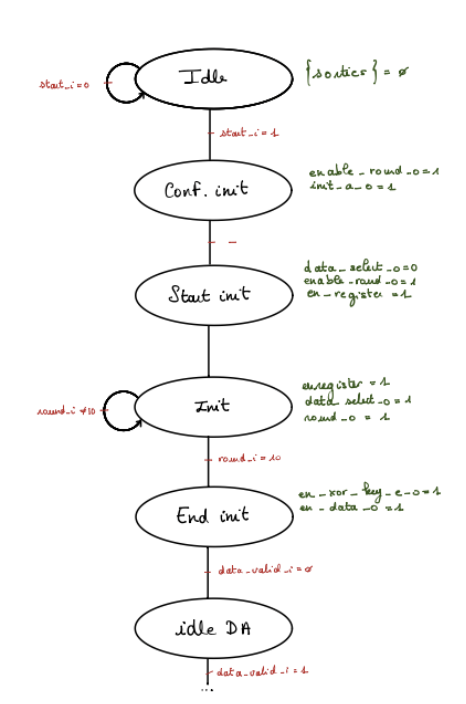 Idle
{sorties} = ø
start_i=0
start_i=1
Conf. init
enable_round_o=1
init_a_o=1
Start init
data_select_o=0
enable_round_o=1
en_register =1
Init
enregister = 1
data select_o=1
round_o = 1
round_i ≠10
round_i = 10
End init
en_xor_key_e_o=1
en_data_o=1
data_valid_i=ø
idle DA
data_valid_i=1
...